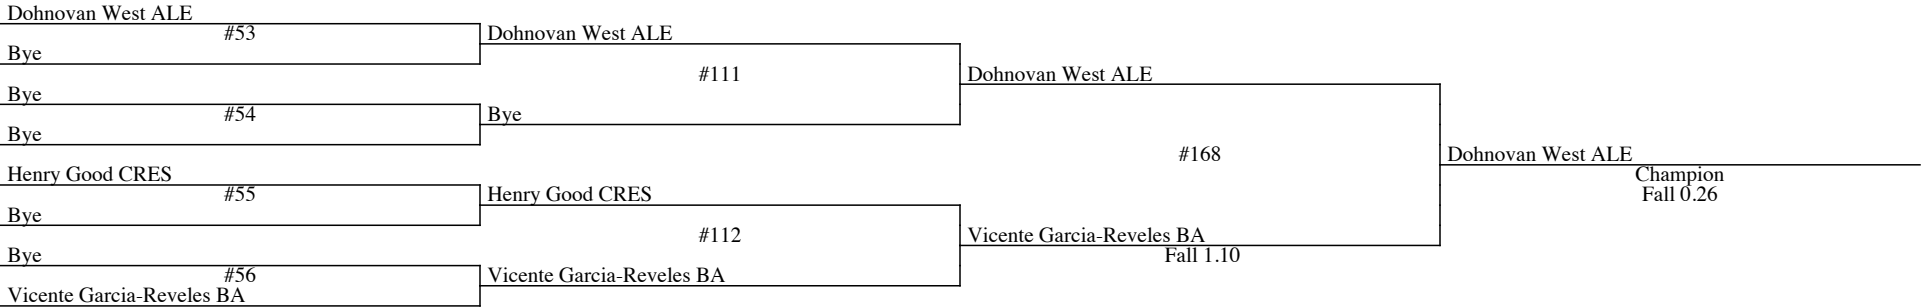 Dohnovan West ALE
#53
Bye
Bye
#54
Bye
Henry Good CRES
#55
Bye
Bye
#56
Vicente Garcia-Reveles BA
Dohnovan West ALE
#111
Bye
Henry Good CRES
#112
Vicente Garcia-Reveles BA
Dohnovan West ALE
#168
Vicente Garcia-Reveles BA
Fall 1.10
Dohnovan West ALE
Champion
Fall 0.26